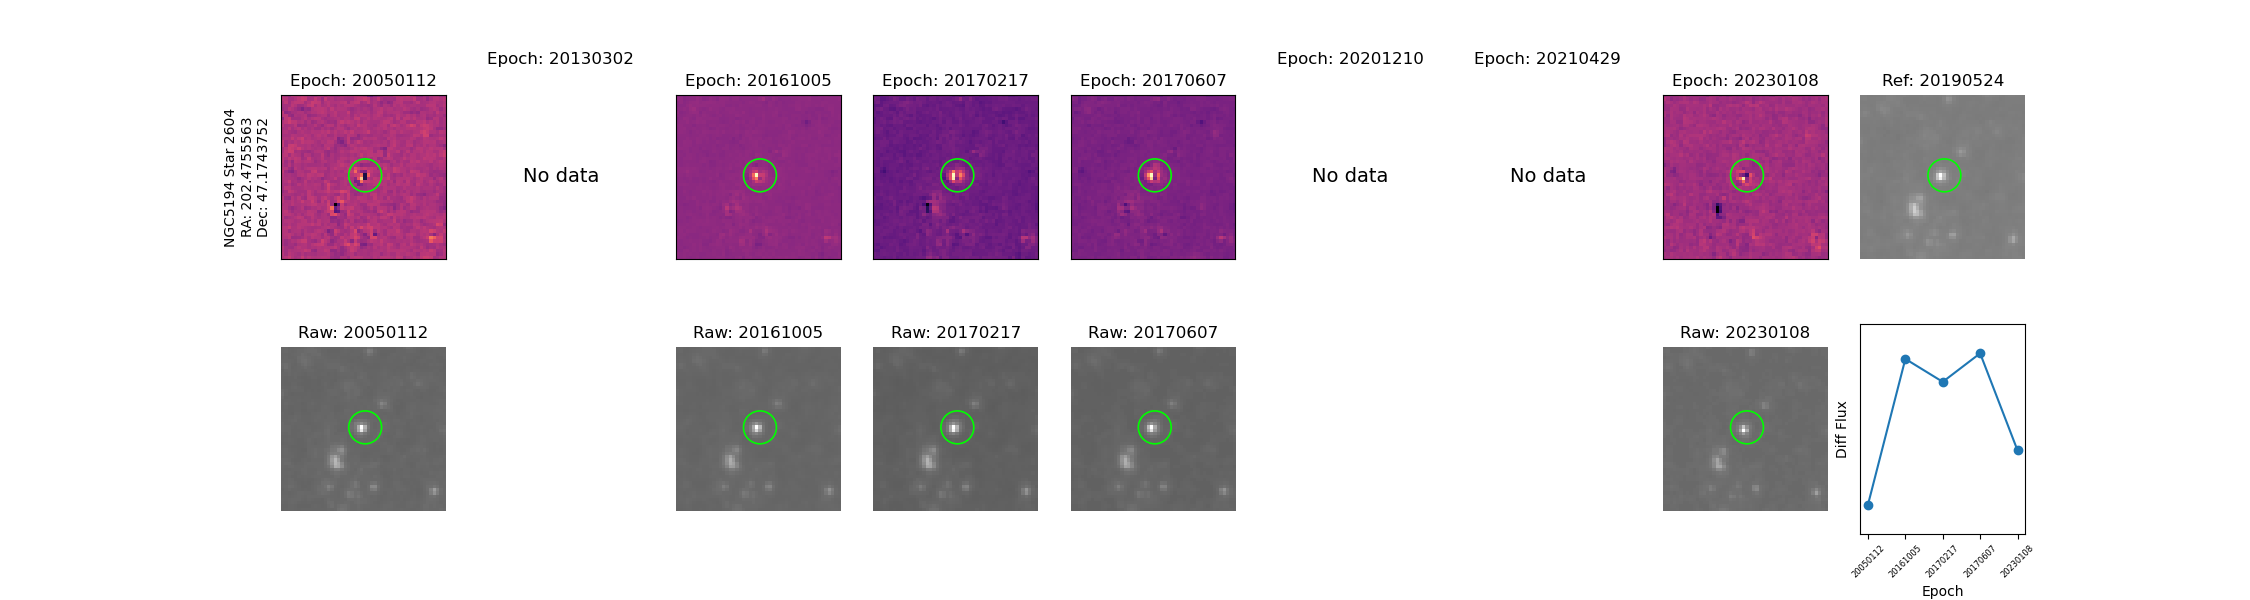 NGC5194 Star 2604
RA: 202.4755563
Dec: 47.1743752
Epoch: 20050112
Epoch: 20130302
No data
Epoch: 20161005
Epoch: 20170217
Epoch: 20170607
Epoch: 20201210
No data
Epoch: 20210429
No data
Epoch: 20230108
Ref: 20190524
Raw: 20050112
Raw: 20161005
Raw: 20170217
Raw: 20170607
Raw: 20230108
Diff Flux
20050112
20161005
20170217
20170607
20230108
Epoch